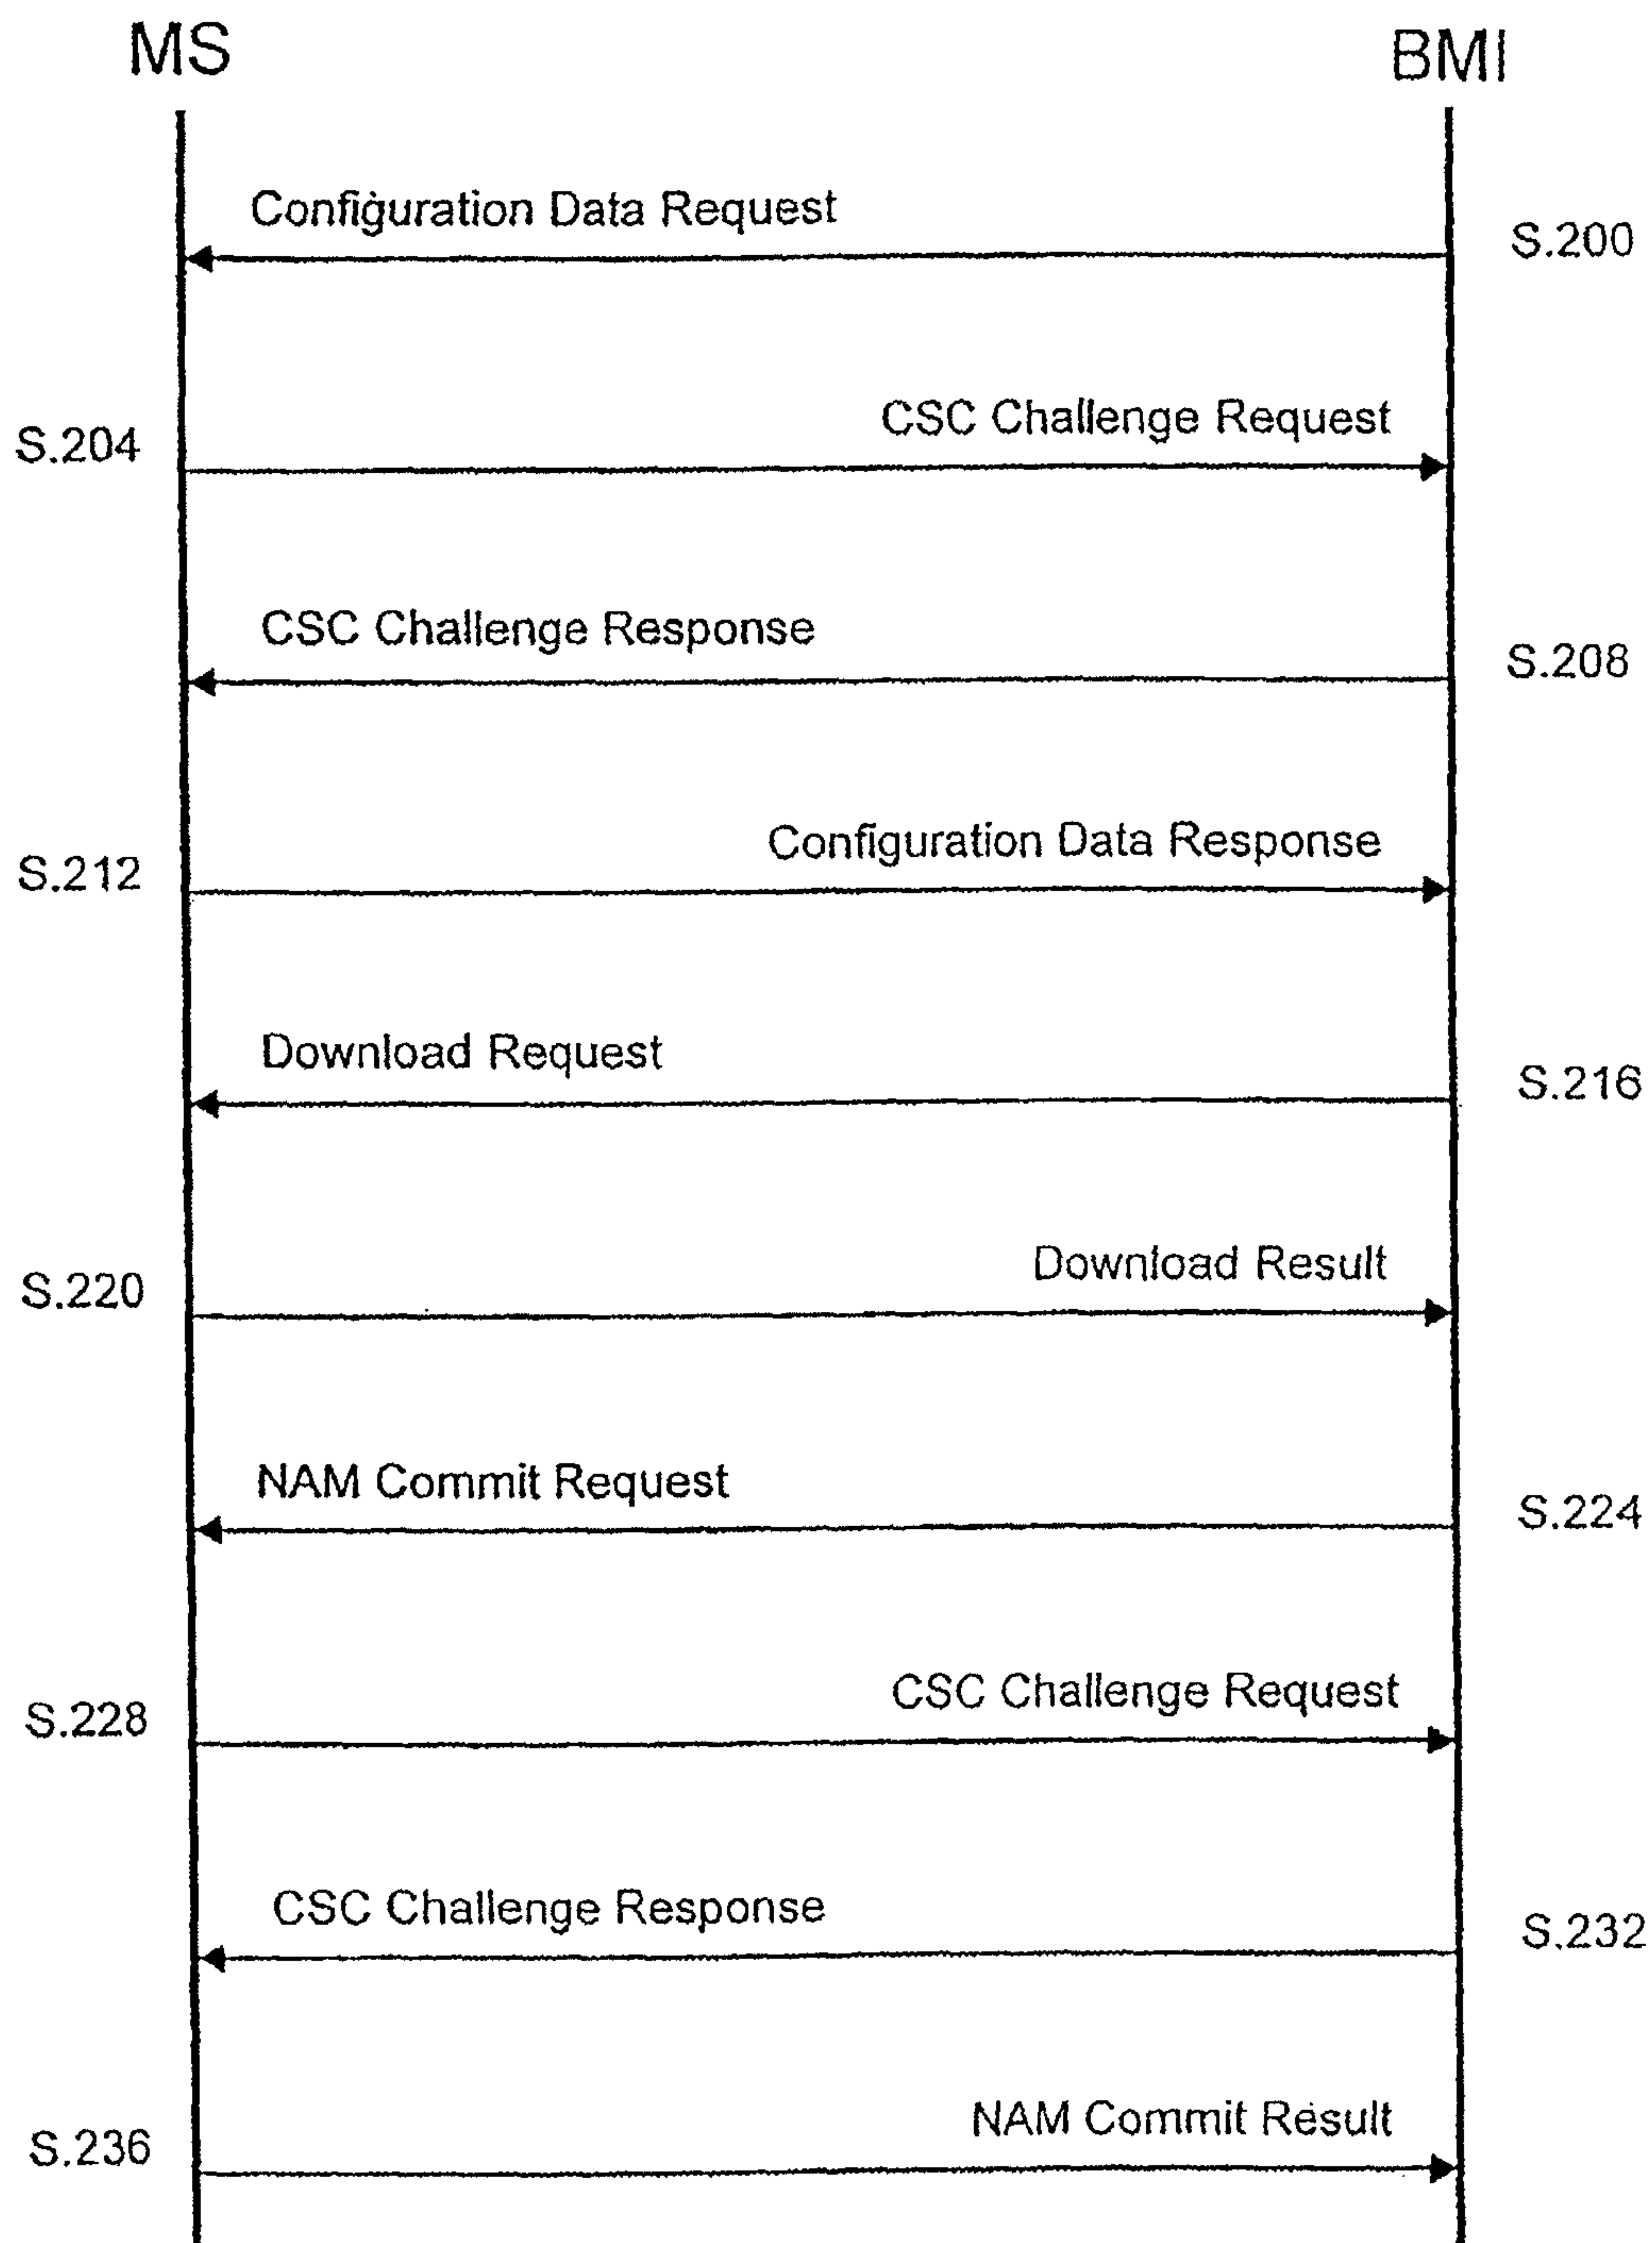 MS BMI
Configuration Data Request
S.200
CSC Challenge Request
S.204
CSC Challenge Response
S.208
Configuration Data Response
S.212
Download Request
S.216
Download Result
S.220
NAM Commit Request
S.224
CSC Challenge Request
S.228
CSC Challenge Response
S.232
NAM Commit Result
S.236